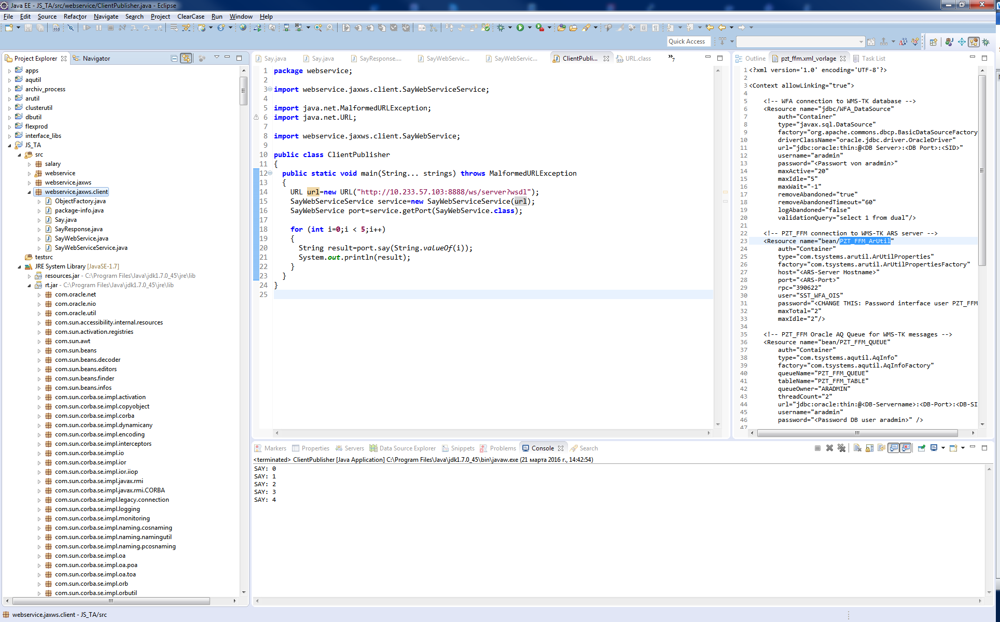 Java EE - JS_TA/src/webservice/ClientPublisher.java - Eclipse
File Edit Source Refactor Navigate Search Project ClearCase Run Window Help
Quick Access
Project Explorer Navigator
apps
aqutil
archiv_process
arutil
clusterutil
dbutil
flexprod
interface_libs
JS_TA
src
salary
webservice
webservice.jaxws
webservice.jaxws.client
ObjectFactory.java
package-info.java
Say.java
SayResponse.java
SayWebService.java
SayWebServiceService.java
testsrc
JRE System Library [JavaSE-1.7]
resources.jar - C:\Program Files\Java\jdk1.7.0_45\jre\lib
rt.jar - C:\Program Files\Java\jdk1.7.0_45\jre\lib
com.oracle.net
com.oracle.nio
com.oracle.util
com.sun.accessibility.internal.resources
com.sun.activation.registries
com.sun.awt
com.sun.beans
com.sun.beans.decoder
com.sun.beans.editors
com.sun.beans.finder
com.sun.beans.infos
com.sun.corba.se.impl.activation
com.sun.corba.se.impl.copyobject
com.sun.corba.se.impl.corba
com.sun.corba.se.impl.dynamicany
com.sun.corba.se.impl.encoding
com.sun.corba.se.impl.interceptors
com.sun.corba.se.impl.io
com.sun.corba.se.impl.ior
com.sun.corba.se.impl.ior.iiop
com.sun.corba.se.impl.javax.rmi
com.sun.corba.se.impl.javax.rmi.CORBA
com.sun.corba.se.impl.legacy.connection
com.sun.corba.se.impl.logging
com.sun.corba.se.impl.monitoring
com.sun.corba.se.impl.naming.cosnaming
com.sun.corba.se.impl.naming.namingutil
com.sun.corba.se.impl.naming.pcosnaming
com.sun.corba.se.impl.oa
com.sun.corba.se.impl.oa.poa
com.sun.corba.se.impl.oa.toa
com.sun.corba.se.impl.orb
com.sun.corba.se.impl.orbutil
Say.java Say.java SayResponse.... SayWebServic... SayWebServic... ClientPubli... URL.class »7
1 package webservice;
2
3 import webservice.jaxws.client.SayWebServiceService;
4
5 import java.net.MalformedURLException;
6 import java.net.URL;
7
8 import webservice.jaxws.client.SayWebService;
9
10 public class ClientPublisher
11 {
12 public static void main(String... strings) throws MalformedURLException
13 {
14 URL url=new URL("http://10.233.57.103:8888/ws/server?wsdl");
15 SayWebServiceService service=new SayWebServiceService(url);
16 SayWebService port=service.getPort(SayWebService.class);
17
18 for (int i=0;i < 5;i++)
19 {
20 String result=port.say(String.valueOf(i));
21 System.out.println(result);
22 }
23 }
24 }
25
Outline pzt_ffm.xml_vorlage Task List
1 <?xml version='1.0' encoding='UTF-8'?>
2
3 <Context allowLinking="true">
4
5 <!-- WFA connection to WMS-TK database -->
6 <Resource name="jdbc/WFA_DataSource"
7 auth="Container"
8 type="javax.sql.DataSource"
9 factory="org.apache.commons.dbcp.BasicDataSourceFactory
10 driverClassName="oracle.jdbc.driver.OracleDriver"
11 url="jdbc:oracle:thin:@<DB Server>:<DB Port>:<SID>"
12 username="aradmin"
13 password="<Passwort von aradmin>"
14 maxActive="20"
15 maxIdle="5"
16 maxWait="-1"
17 removeAbandoned="true"
18 removeAbandonedTimeout="60"
19 logAbandoned="false"
20 validationQuery="select 1 from dual"/>
21
22 <!-- PZT_FFM connection to WMS-TK ARS server -->
23 <Resource name="bean/PZT_FFM_ArUtil"
24 auth="Container"
25 type="com.tsystems.arutil.ArUtilProperties"
26 factory="com.tsystems.arutil.ArUtilPropertiesFactory"
27 host="<ARS-Server Hostname>"
28 port="<ARS-Port>"
29 rpc="390622"
30 user="SST_WFA_OIS"
31 password="<CHANGE THIS: Password interface user PZT_FFM
32 maxTotal="2"
33 maxIdle="2"/>
34
35 <!-- PZT_FFM Oracle AQ Queue for WMS-TK messages -->
36 <Resource name="bean/PZT_FFM_QUEUE"
37 auth="Container"
38 type="com.tsystems.aqutil.AqInfo"
39 factory="com.tsystems.aqutil.AqInfoFactory"
40 queueName="PZT_FFM_QUEUE"
41 tableName="PZT_FFM_TABLE"
42 queueOwner="ARADMIN"
43 threadCount="2"
44 url="jdbc:oracle:thin:@<DB-Servername>:<DB-Port>:<DB-SI
45 username="aradmin"
46 password="<Password DB user aradmin>" />
47
Markers Properties Servers Data Source Explorer Snippets Problems Console Search
<terminated> ClientPublisher [Java Application] C:\Program Files\Java\jdk1.7.0_45\bin\javaw.exe (21 марта 2016 г., 14:42:54)
SAY: 0
SAY: 1
SAY: 2
SAY: 3
SAY: 4
webservice.jaxws.client - JS_TA/src